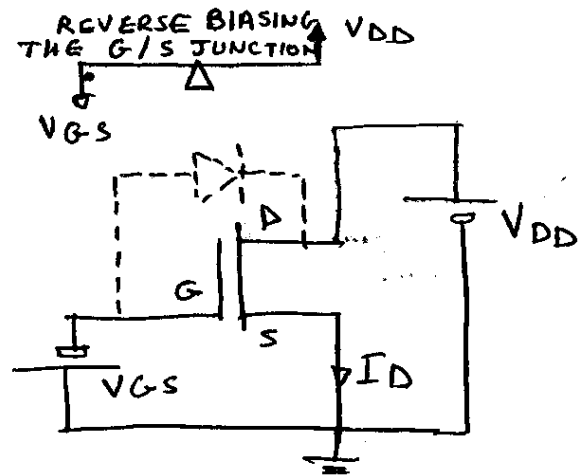 REVERSE BIASING
THE G/S JUNCTION
VDD
VGS
D
VDD
G
S
VGS
ID